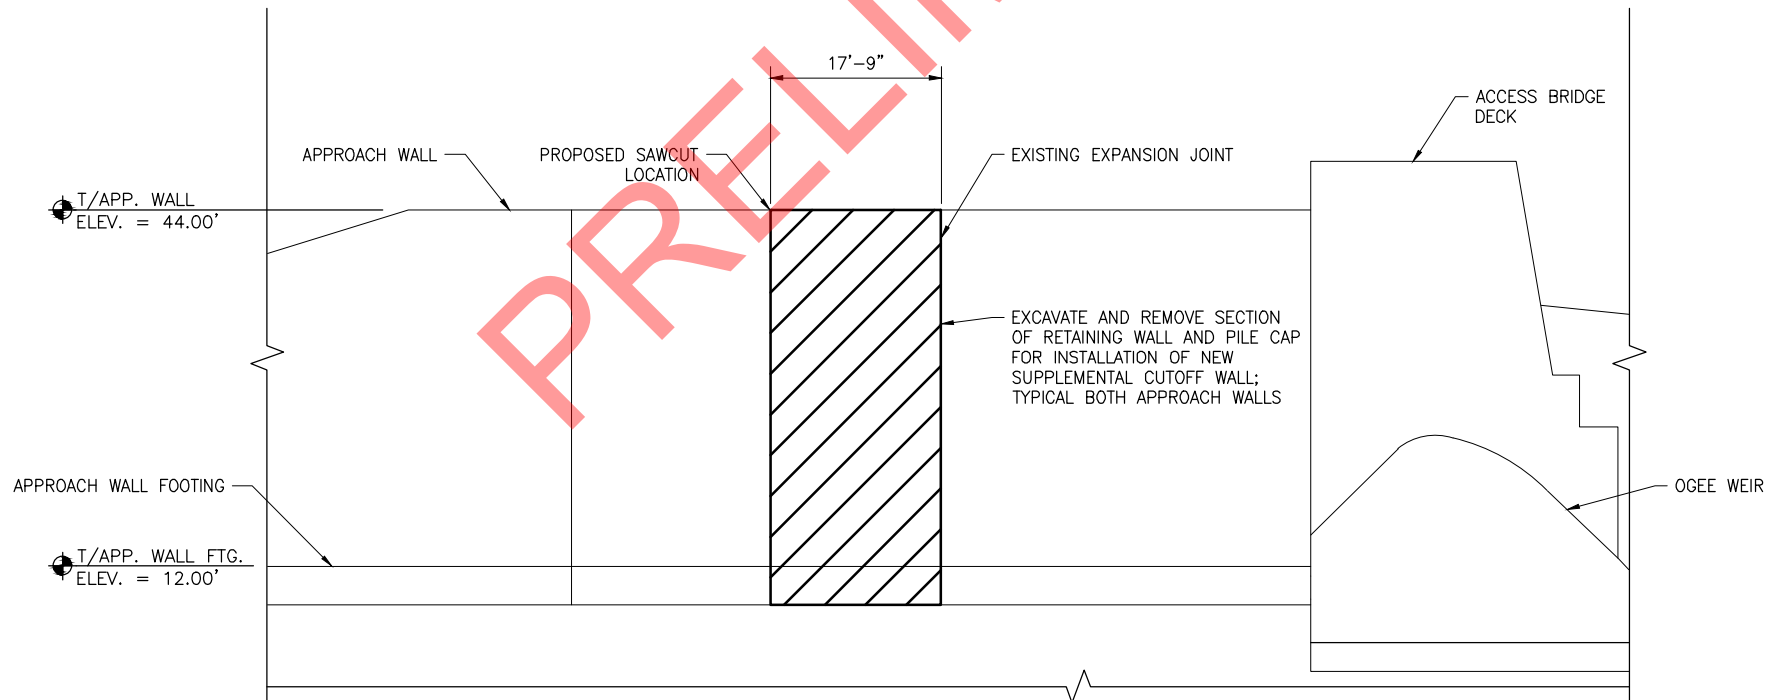 17'-9"
ACCESS BRIDGE
DECK
APPROACH WALL
PROPOSED SAWCUT
LOCATION
EXISTING EXPANSION JOINT
T/APP. WALL
ELEV. = 44.00'
EXCAVATE AND REMOVE SECTION
OF RETAINING WALL AND PILE CAP
FOR INSTALLATION OF NEW
SUPPLEMENTAL CUTOFF WALL;
TYPICAL BOTH APPROACH WALLS
APPROACH WALL FOOTING
OGEE WEIR
T/APP. WALL FTG.
ELEV. = 12.00'
PRELI